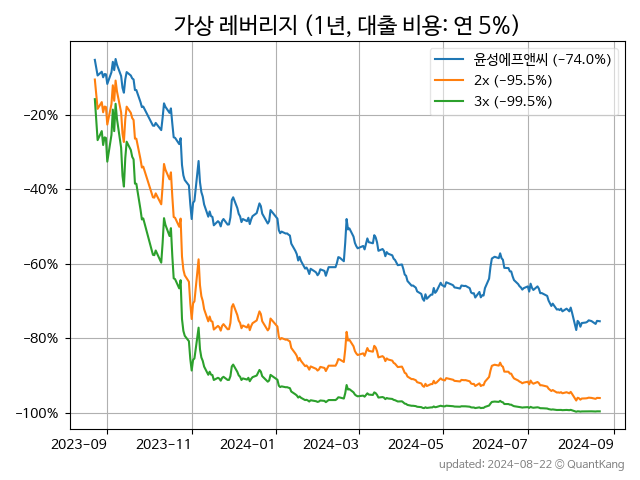 가상 레버리지 (1년, 대출 비용: 연 5%)
윤성에프앤씨 (−74.0%)
2x (−95.5%)
3x (−99.5%)
−20%
−40%
−60%
−80%
−100%
2023-09 2023-11 2024-01 2024-03 2024-05 2024-07 2024-09
updated: 2024-08-22 © QuantKang